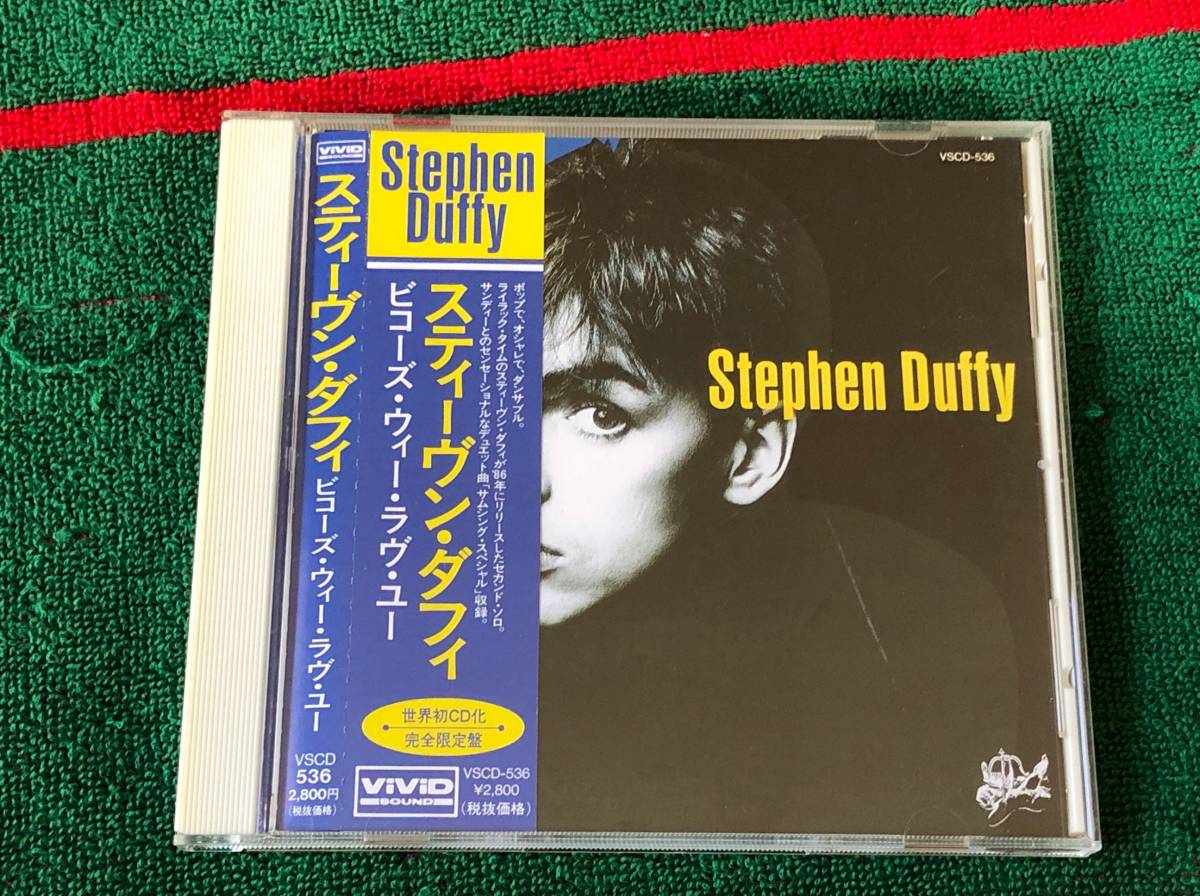 ViViD
SOUND
スティーヴン・ダフィ ビコーズ・ウィー・ラヴ・ユー
VSCD
536
2,800円
(税抜価格)
Stephen
Duffy
ポップで、オシャレで、ダンサブル。
ライラック・タイムのスティーヴン・ダフィが'86年にリリースしたセカンド・ソロ。
サンディーとのセンセーショナルなデュエット曲「サムシング・スペシャル」収録。
スティーヴン・ダフィ
ビコーズ・ウィー・ラヴ・ユー
世界初CD化
完全限定盤
ViViD
SOUND
VSCD-536
¥2,800
(税抜価格)
VSCD-536
Stephen Duffy